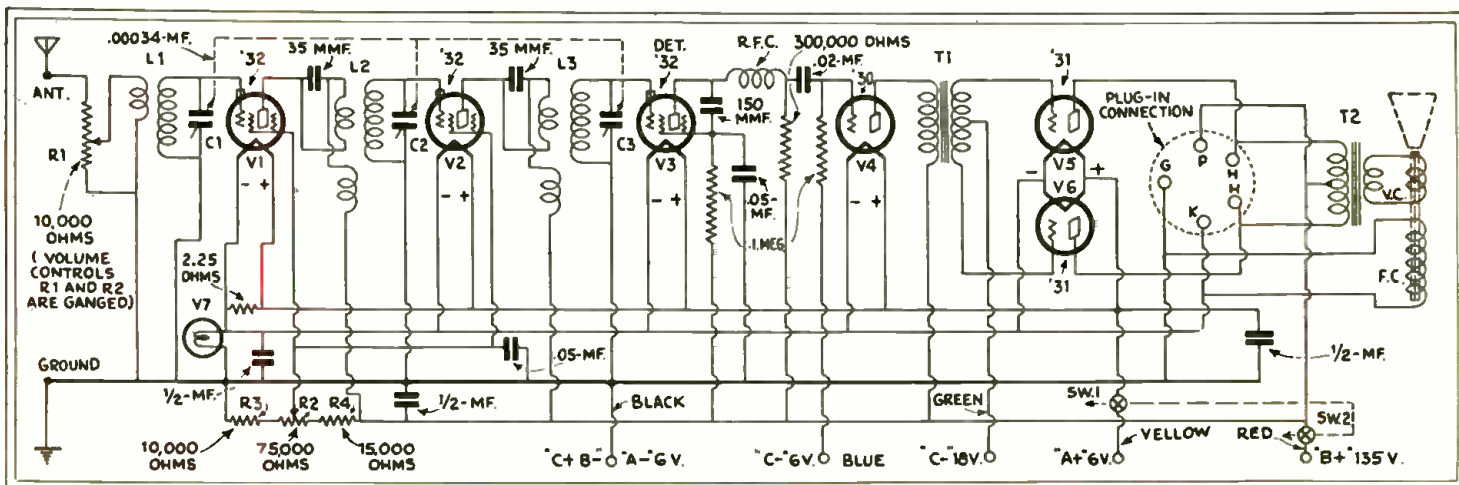 .00034-MF.
L1
'32
35 MMF.
L2
'32
35 MMF.
L3
DET.
'32
R.F.C.
300,000 OHMS
.02-MF.
'30
T1
'31
PLUG-IN
CONNECTION
T2
ANT.
R1
C1
V1
- +
C2
V2
- +
C3
V3
- +
150
MMF.
.05-
MF.
.1 MEG.
V4
- +
V5
- +
V6
'31
G
P
H
H
K
V.C.
F.C.
10,000
OHMS
( VOLUME
CONTROLS
R1 AND R2
ARE GANGED)
2.25
OHMS
V7
GROUND
1/2-MF.
.05-MF.
1/2-MF.
1/2-MF.
R3
R2
R4
10,000
OHMS
75,000
OHMS
15,000
OHMS
BLACK
GREEN
SW.1
YELLOW
RED
SW.2
"C+ B-" "A-" 6 V.
"C-" 6V.
BLUE
"C-" 18V.
"A+" 6V.
"B+" 135 V.